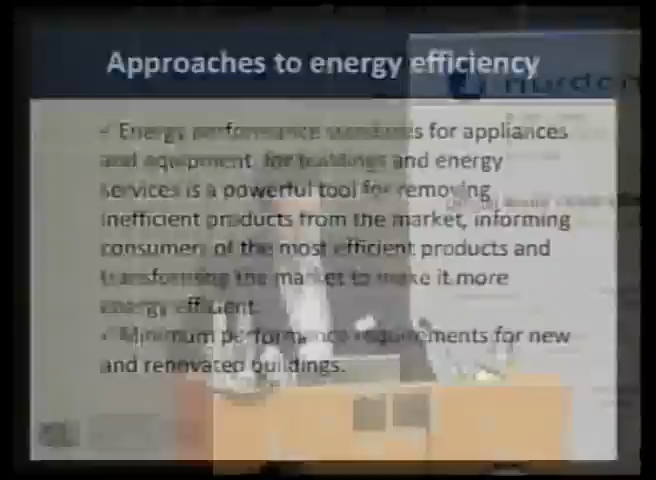 Approaches to energy efficiency
✓ Energy performance standards for appliances
and equipment, for buildings and energy
services is a powerful tool for removing
inefficient products from the market, informing
consumers of the most efficient products and
transforming the market to make it more
energy efficient.
✓ Minimum performance requirements for new
and renovated buildings.